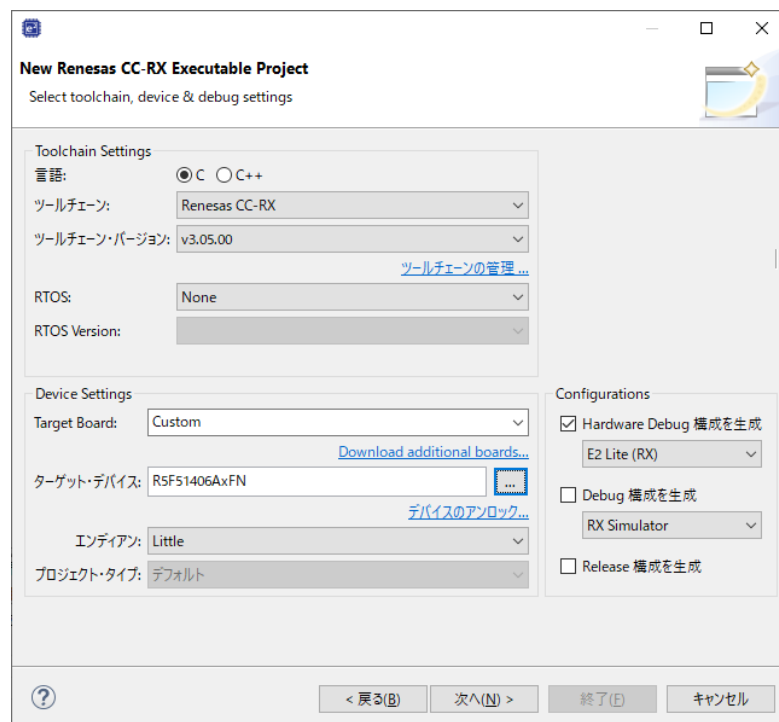 New Renesas CC-RX Executable Project
Select toolchain, device & debug settings
Toolchain Settings
言語: C C++
ツールチェーン: Renesas CC-RX
ツールチェーン・バージョン: v3.05.00
ツールチェーンの管理 ...
RTOS: None
RTOS Version:
Device Settings
Target Board: Custom
Download additional boards...
ターゲット・デバイス: R5F51406AxFN ...
デバイスのアンロック...
エンディアン: Little
プロジェクト・タイプ: デフォルト
Configurations
Hardware Debug 構成を生成
E2 Lite (RX)
Debug 構成を生成
RX Simulator
Release 構成を生成
? < 戻る(B) 次へ(N) > 終了(F) キャンセル